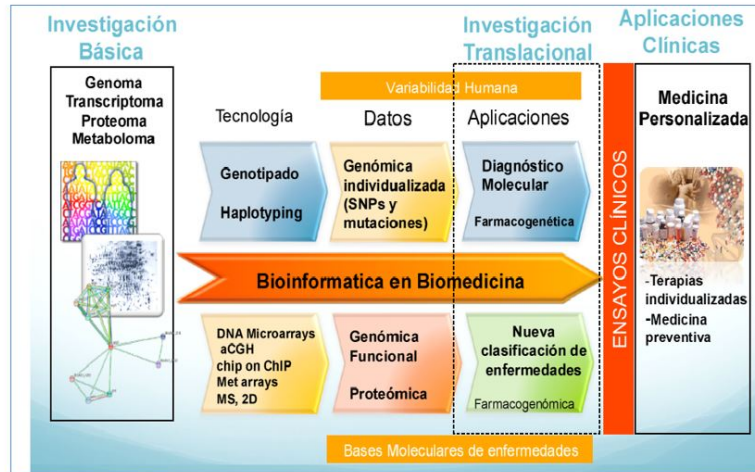 Investigación
Básica
Genoma
Transcriptoma
Proteoma
Metaboloma
Investigación
Translacional
Aplicaciones
Clínicas
Variabilidad Humana
Tecnología
Datos
Aplicaciones
Genotipado
Haplotyping
Genómica
individualizada
(SNPs y
mutaciones)
Diagnóstico
Molecular
Farmacogenética
Bioinformatica en Biomedicina
DNA Microarrays
aCGH
chip on ChIP
Met arrays
MS, 2D
Genómica
Funcional
Proteómica
Nueva
clasificación de
enfermedades
Farmacogenómica
Bases Moleculares de enfermedades
ENSAYOS CLÍNICOS
Medicina
Personalizada
-Terapias
individualizadas
-Medicina
preventiva